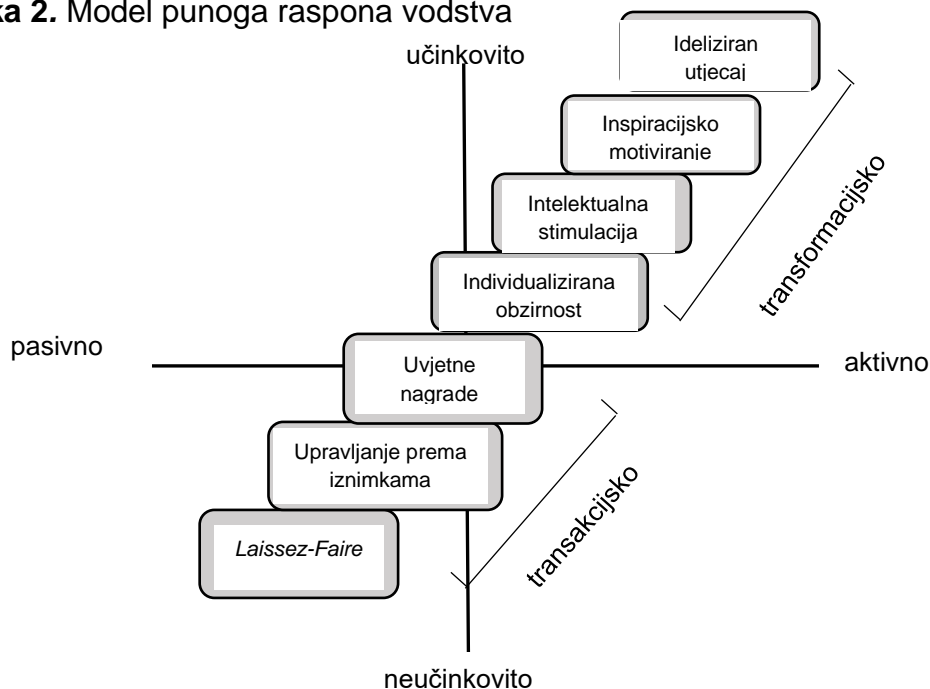 ka 2. Model punoga raspona vodstva
učinkovito
Ideliziran
utjecaj
Inspiracijsko
motiviranje
Intelektualna
stimulacija
Individualizirana
obzirnost
transformacijsko
pasivno
Uvjetne
nagrade
aktivno
Upravljanje prema
iznimkama
transakcijsko
Laissez-Faire
neučinkovito